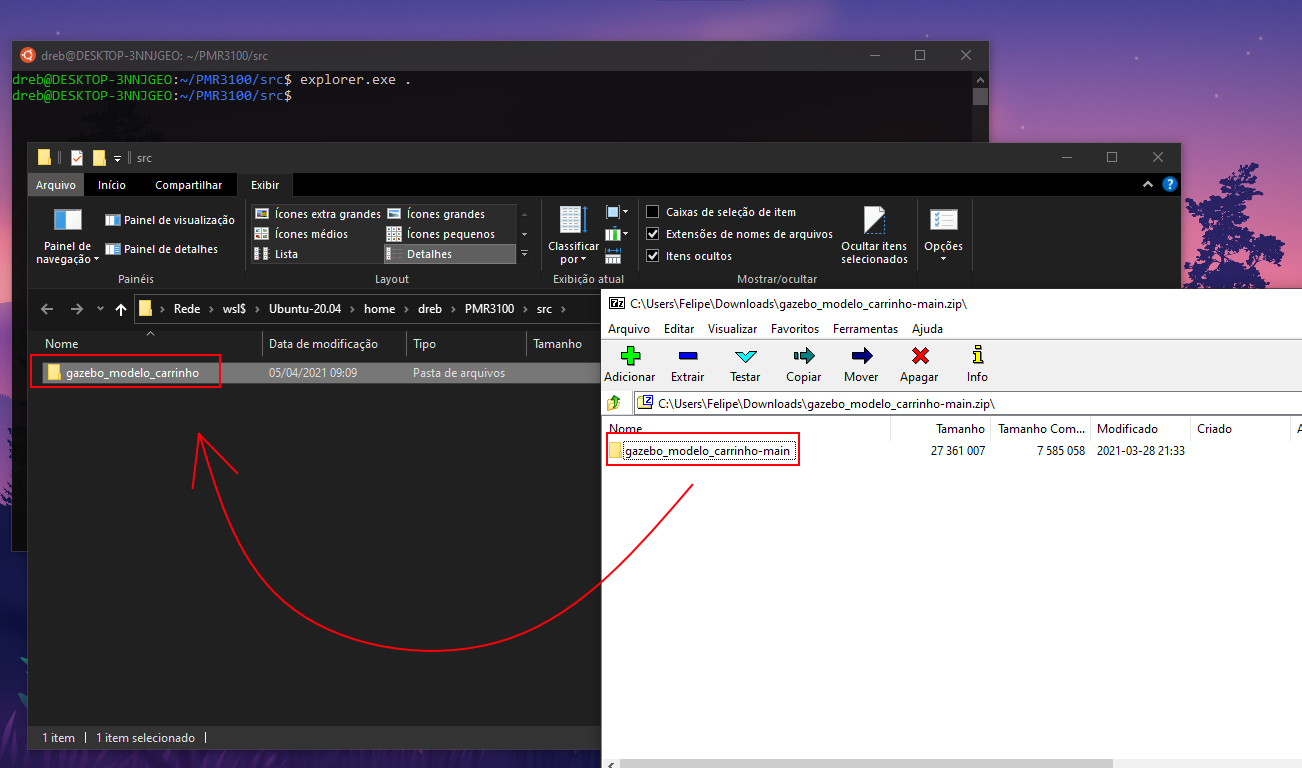 dreb@DESKTOP-3NNJGEO: ~/PMR3100/src
dreb@DESKTOP-3NNJGEO:~/PMR3100/src$ explorer.exe .
dreb@DESKTOP-3NNJGEO:~/PMR3100/src$
src
Arquivo Início Compartilhar Exibir
Painel de navegação
Painel de visualização
Painel de detalhes
Painéis
Ícones extra grandes Ícones grandes
Ícones médios Ícones pequenos
Lista Detalhes
Layout
Classificar por
Exibição atual
Caixas de seleção de item
Extensões de nomes de arquivos
Itens ocultos
Ocultar itens selecionados
Mostrar/ocultar
Opções
Rede > wsl$ > Ubuntu-20.04 > home > dreb > PMR3100 > src >
Nome Data de modificação Tipo Tamanho
gazebo_modelo_carrinho 05/04/2021 09:09 Pasta de arquivos
1 item 1 item selecionado
7z C:\Users\Felipe\Downloads\gazebo_modelo_carrinho-main.zip\
Arquivo Editar Visualizar Favoritos Ferramentas Ajuda
Adicionar Extrair Testar Copiar Mover Apagar Info
C:\Users\Felipe\Downloads\gazebo_modelo_carrinho-main.zip\
Nome Tamanho Tamanho Com... Modificado Criado A
gazebo_modelo_carrinho-main 27 361 007 7 585 058 2021-03-28 21:33